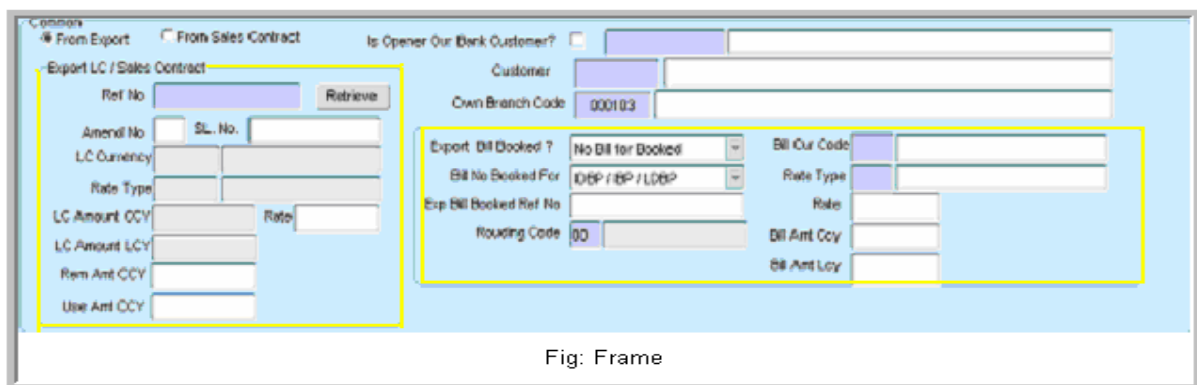 Common
From Export From Sales Contract Is Opener Our Bank Customer?
Export LC / Sales Contract
Customer
Ref No Retrieve
Own Branch Code 000103
Amend No SL. No.
LC Currency
Rate Type
LC Amount CCY Rate
LC Amount LCY
Rem Amt CCY
Use Amt CCY
Export Bill Booked ? No Bill for Booked Bill Cur Code
Bill No Booked For IDBP / IBP / LDBP Rate Type
Exp Bill Booked Ref No Rate
Rouding Code 00 Bill Amt Ccy
Bill Amt Lcy
Fig: Frame